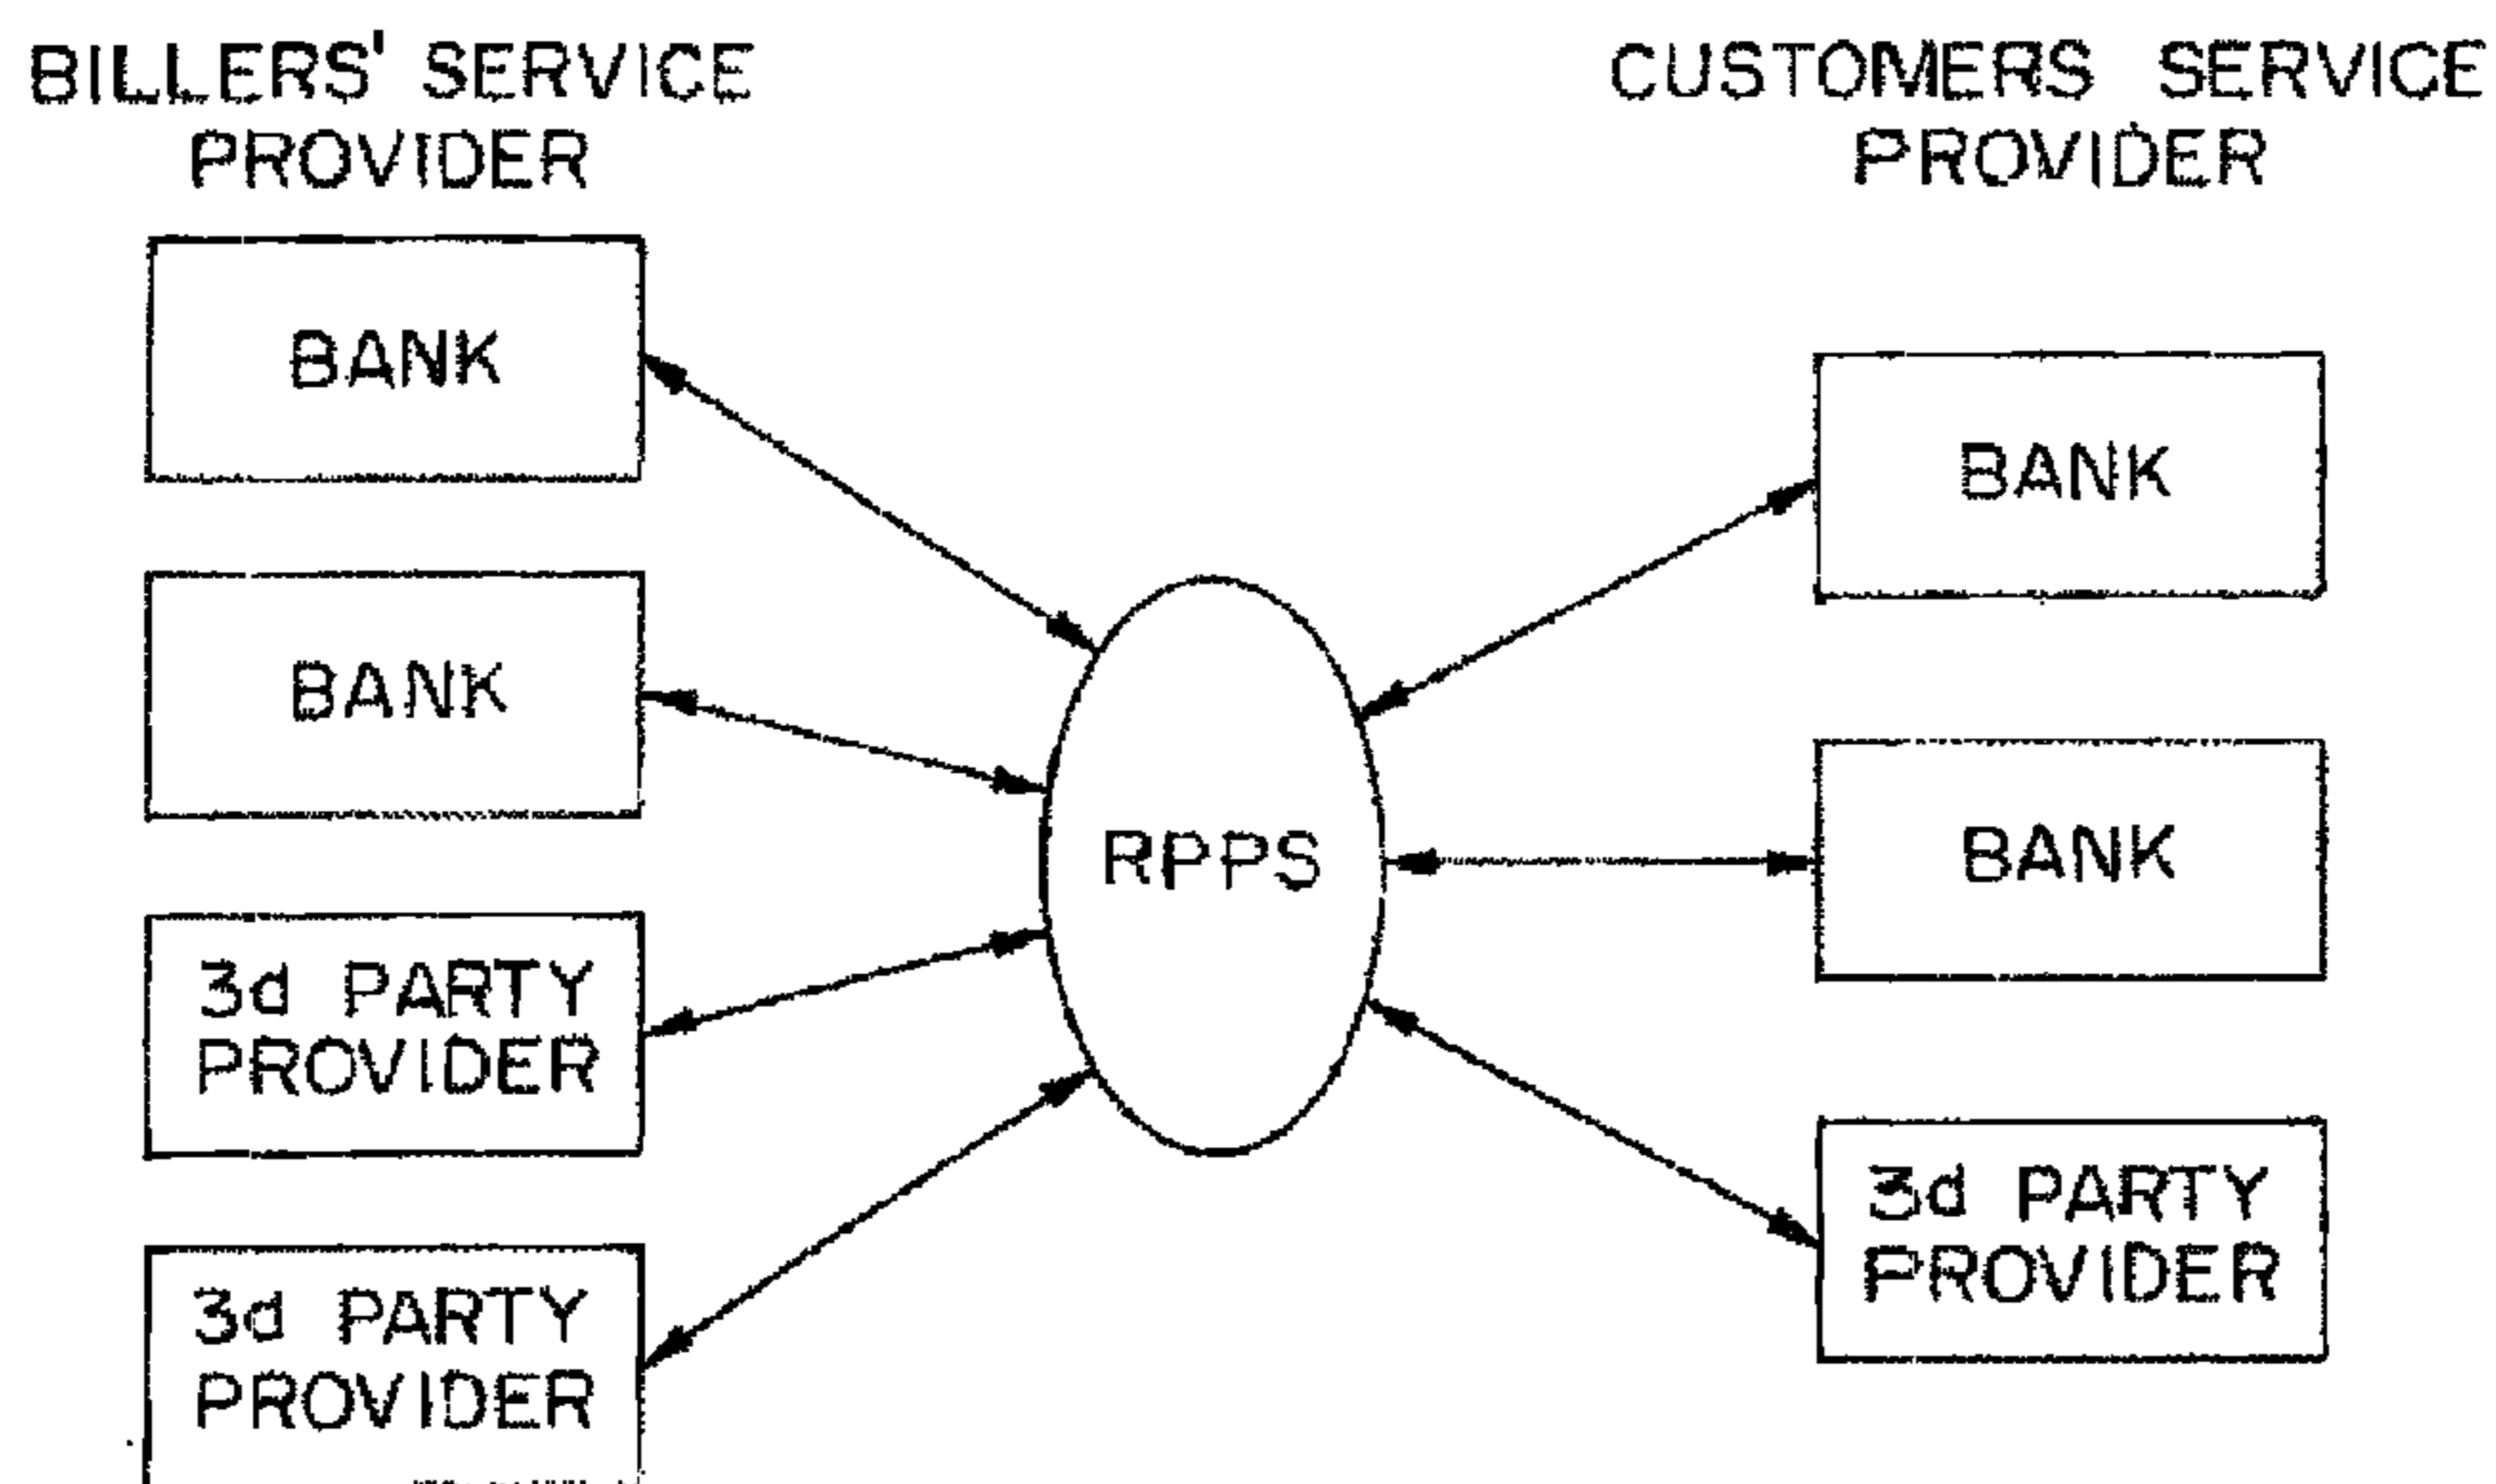 BILLERS' SERVICE
PROVIDER
CUSTOMERS SERVICE
PROVIDER
BANK
BANK
3d PARTY
PROVIDER
3d PARTY
PROVIDER
RPPS
BANK
BANK
3d PARTY
PROVIDER